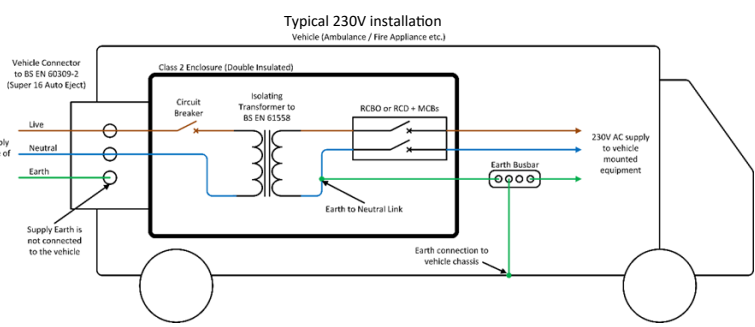 Typical 230V installation
Vehicle (Ambulance / Fire Appliance etc.)
Vehicle Connector
to BS EN 60309-2
(Super 16 Auto Eject)
Class 2 Enclosure (Double Insulated)
Circuit
Breaker
Isolating
Transformer to
BS EN 61558
RCBO or RCD + MCBs
Live
Neutral
Earth
of
230V AC supply
to vehicle
mounted
equipment
Earth Busbar
Earth to Neutral Link
Supply Earth is
not connected
to the vehicle
Earth connection to
vehicle chassis